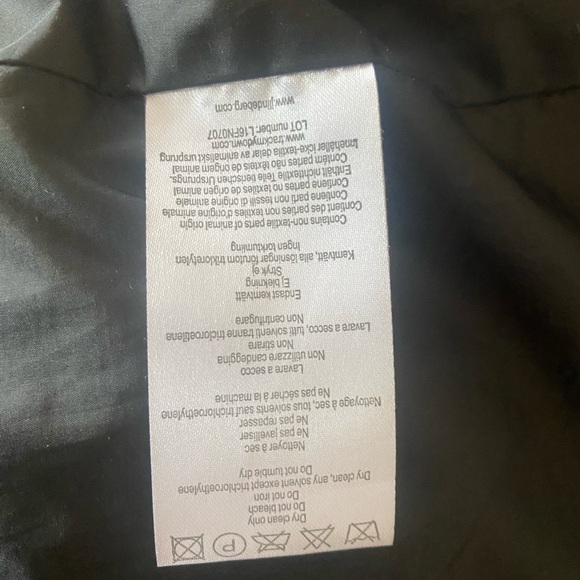 P
Dry clean only
Do not bleach
Do not iron
Dry clean, any solvent except trichloroethylene
Do not tumble dry
Nettoyer à sec
Ne pas javelliser
Ne pas repasser
Nettoyage à sec, tous solvents sauf trichloroethylene
Ne pas sécher à la machine
Lavare a secco
Non utilizzare candeggina
Non stirare
Lavare a secco, tutti solventi tranne tricloroetilene
Non centrifugare
Endast kemtvätt
Ej blekning
Stryk ej
Kemtvätt, alla lösningar förutom trikloretylen
Ingen torktumling
Contains non-textile parts of animal origin
Contient des parties non textiles d'origine animale
Contiene parti non tessili di origine animale
Contiene partes no textiles de origen animal
Enthält nichttextile Teile tierischen Ursprungs.
Contém partes não têxteis de origem animal
Innehåller icke-textila delar av animaliskt ursprung
www.trackmydown.com
LOT number: L16FN0707
www.jlindeberg.com